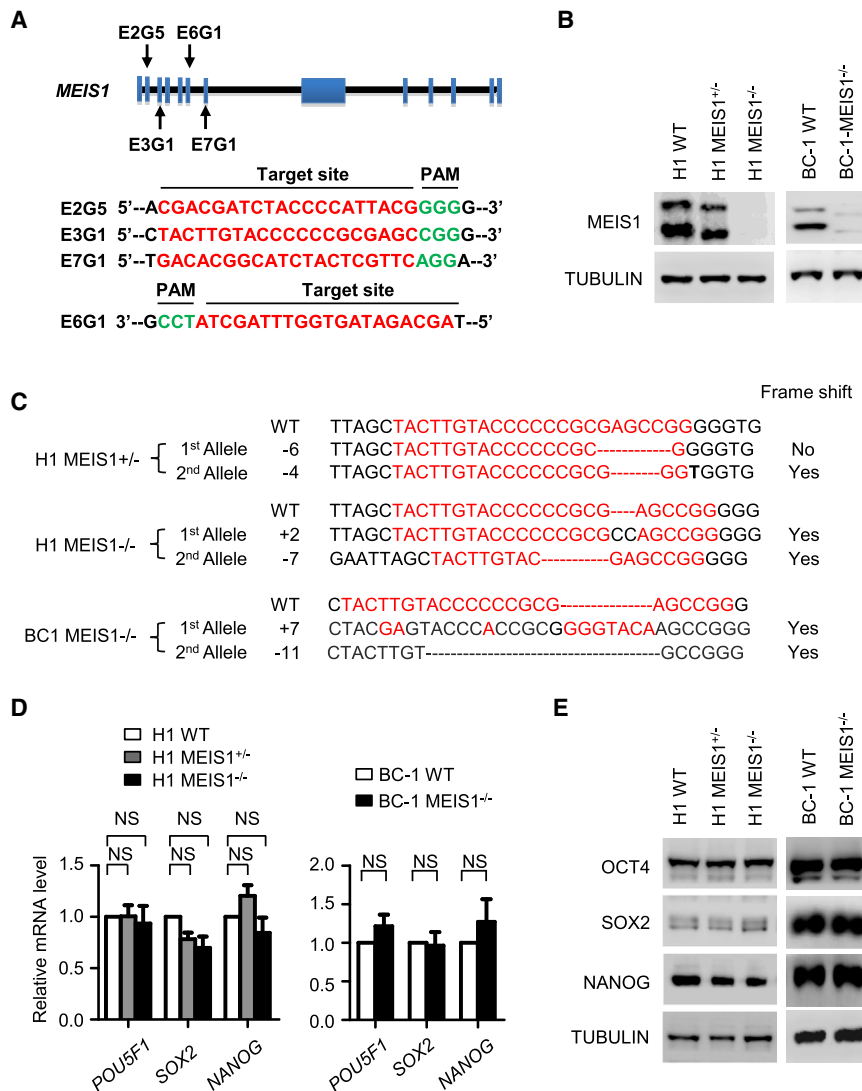 A
E2G5 E6G1
MEIS1
E3G1 E7G1
Target site PAM
E2G5 5’--ACGACGATCTACCCCATTACGGGGG--3’
E3G1 5’--CTACTTGTACCCCCCGCGAGCCGGG--3’
E7G1 5’--TGACACGGCATCTACTCGTTCAGGA--3’
PAM Target site
E6G1 3’--GCCTATCGATTTGGTGATAGACGAT--5’
B
H1 WT
H1 MEIS1+/-
H1 MEIS1-/-
BC-1 WT
BC-1-MEIS1-/-
MEIS1
TUBULIN
C
Frame shift
WT TTAGCTACTTGTACCCCCCGCGAGCCGGGGGTG
H1 MEIS1+/-
1st Allele -6 TTAGCTACTTGTACCCCCCGC------------GGGGTG No
2nd Allele -4 TTAGCTACTTGTACCCCCCGCG--------GGTGGTG Yes
WT TTAGCTACTTGTACCCCCCGCG----AGCCGGGGG
H1 MEIS1-/-
1st Allele +2 TTAGCTACTTGTACCCCCCGCGCCAGCCGGGGG Yes
2nd Allele -7 GAATTAGCTACTTGTAC-----------GAGCCGGGGG Yes
WT CTACTTGTACCCCCCGCG---------------AGCCGGG
BC1 MEIS1-/-
1st Allele +7 CTACGAGTACCCACCGCGGGGTACAAGCCGGG Yes
2nd Allele -11 CTACTTGT--------------------------------------GCCGGG Yes
D
H1 WT
H1 MEIS1+/-
H1 MEIS1-/-
BC-1 WT
BC-1 MEIS1-/-
NS NS NS
NS NS NS
NS NS NS
Relative mRNA level
1.5
1.0
0.5
0.0
POU5F1
SOX2
NANOG
2.0
1.5
1.0
0.5
0.0
POU5F1
SOX2
NANOG
E
H1 WT
H1 MEIS1+/-
H1 MEIS1-/-
BC-1 WT
BC-1 MEIS1-/-
OCT4
SOX2
NANOG
TUBULIN